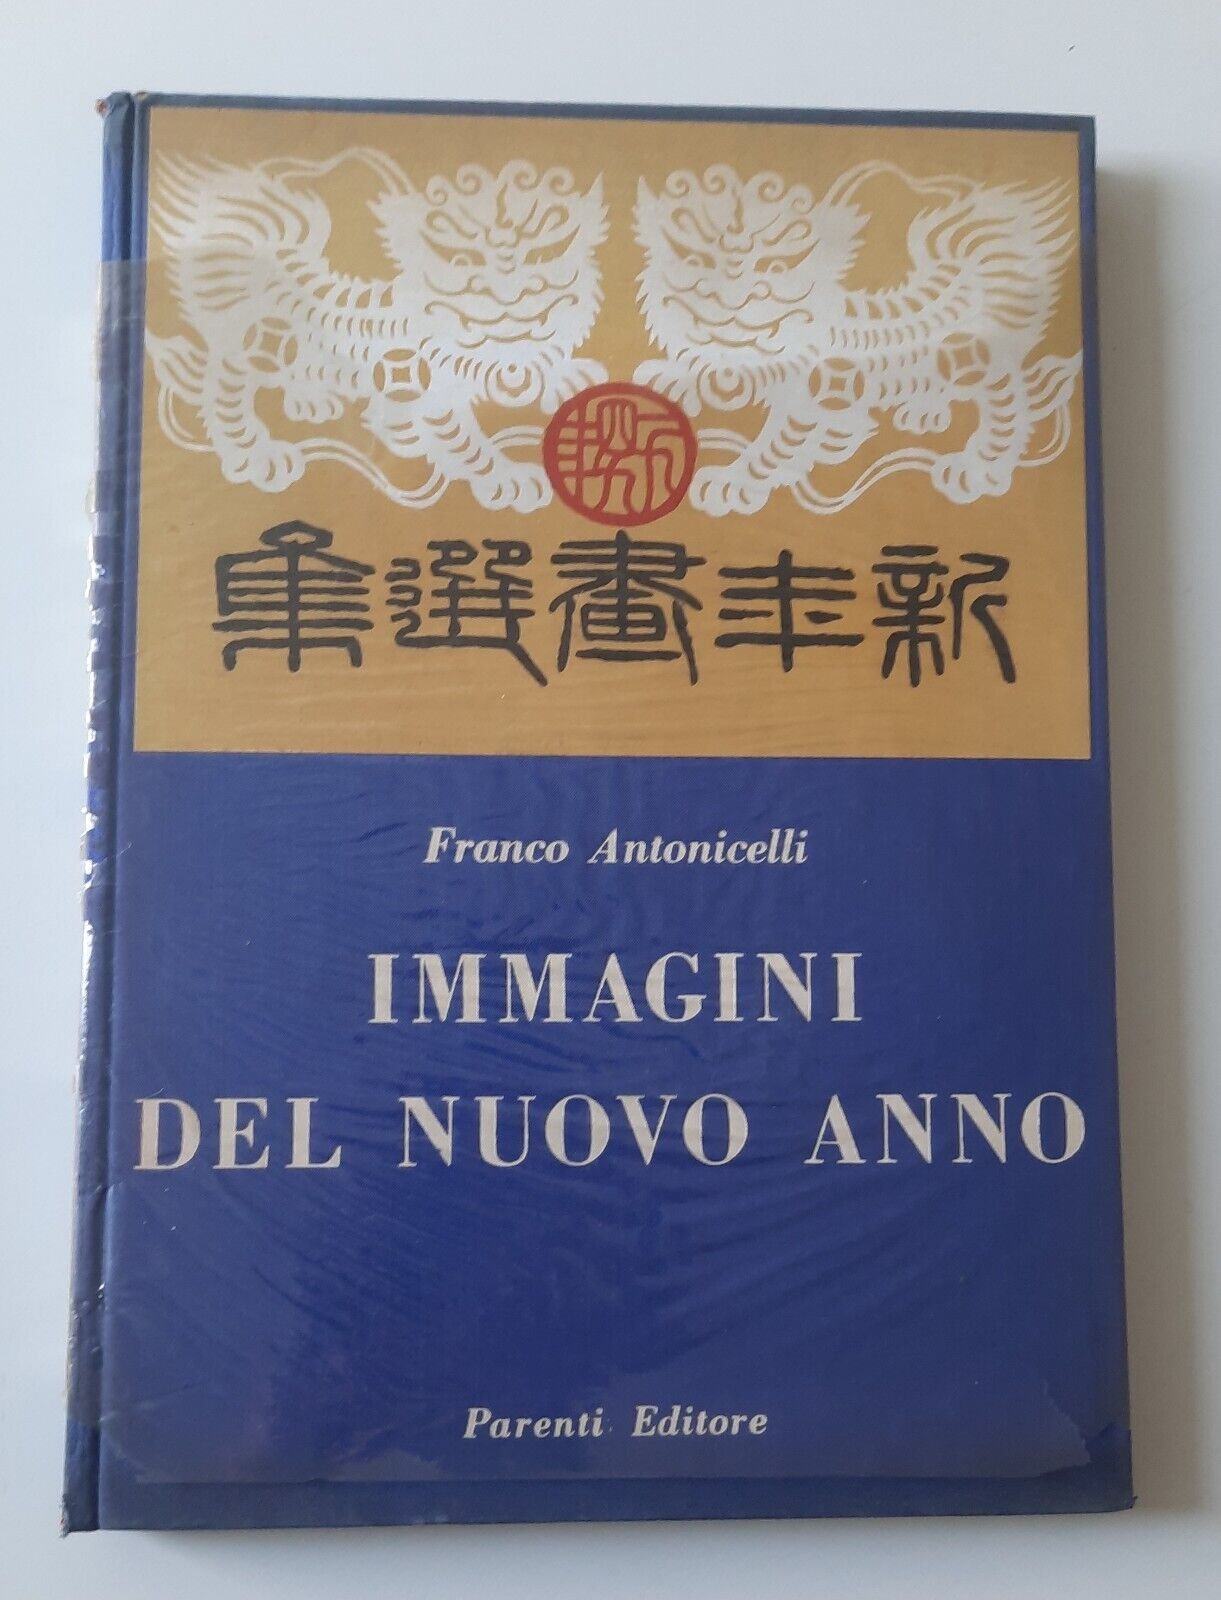 新年畫選集
Franco Antonicelli
IMMAGINI
DEL NUOVO ANNO
Parenti Editore